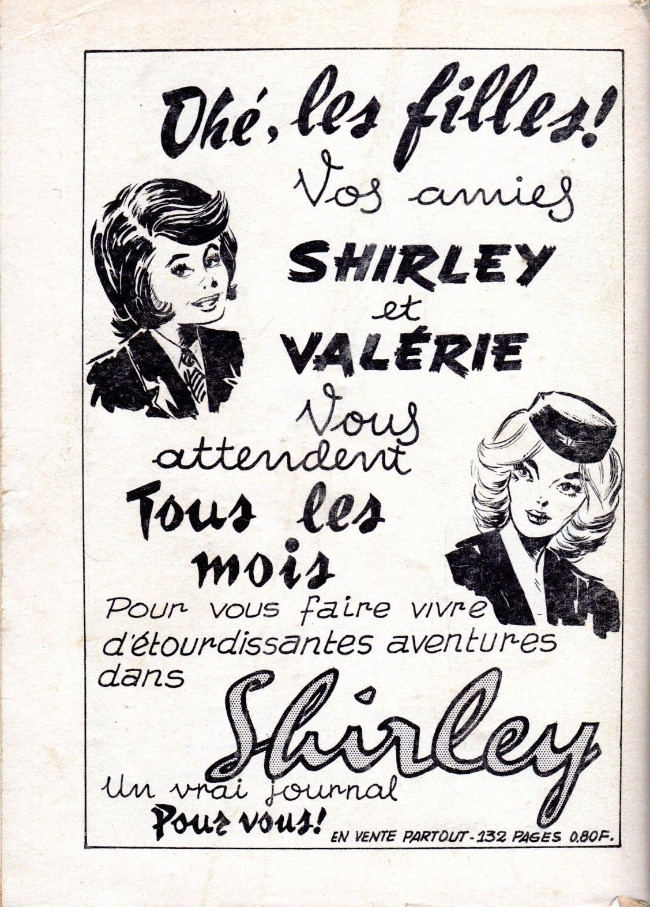 Ohé, les filles!
Vos amies
SHIRLEY
et
VALÉRIE
Vous
attendent
Tous les
mois
Pour vous faire vivre
d'étourdissantes aventures
dans
Shirley
Un vrai journal
Pour vous!
EN VENTE PARTOUT - 132 PAGES 0,80F.